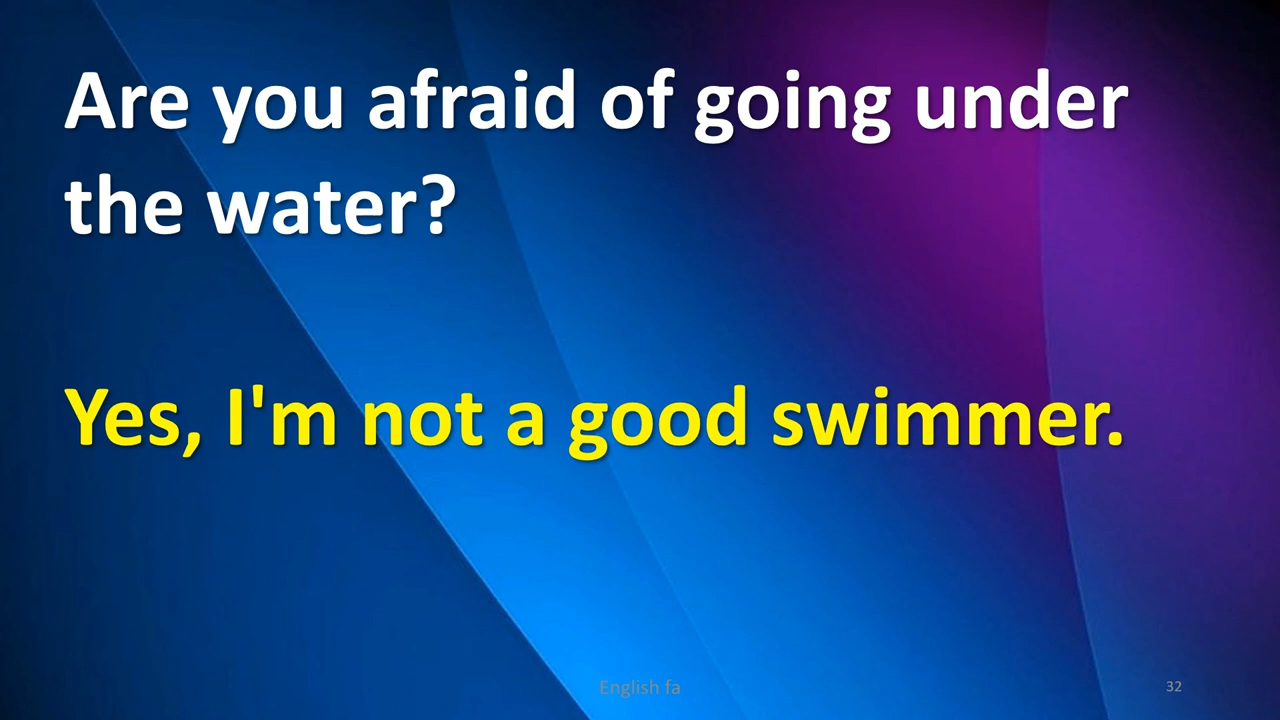 Are you afraid of going under
the water?
Yes, I'm not a good swimmer.
English fa
32